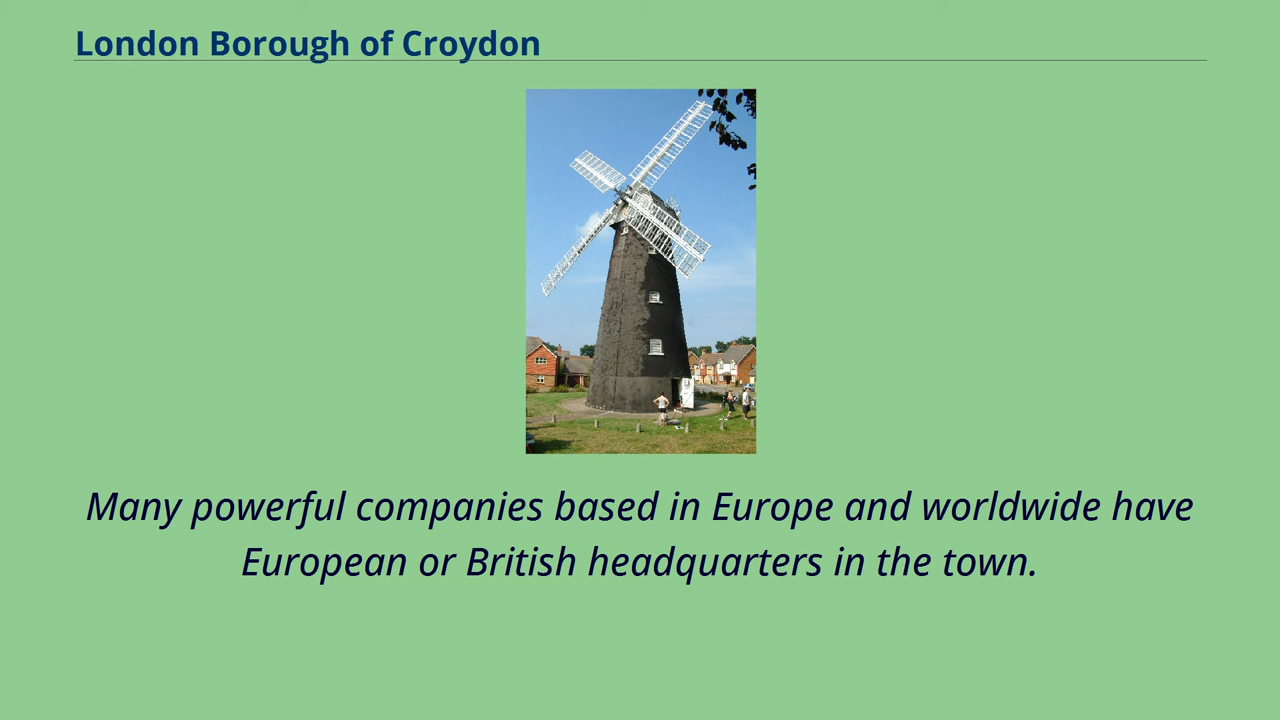 London Borough of Croydon
Many powerful companies based in Europe and worldwide have
European or British headquarters in the town.